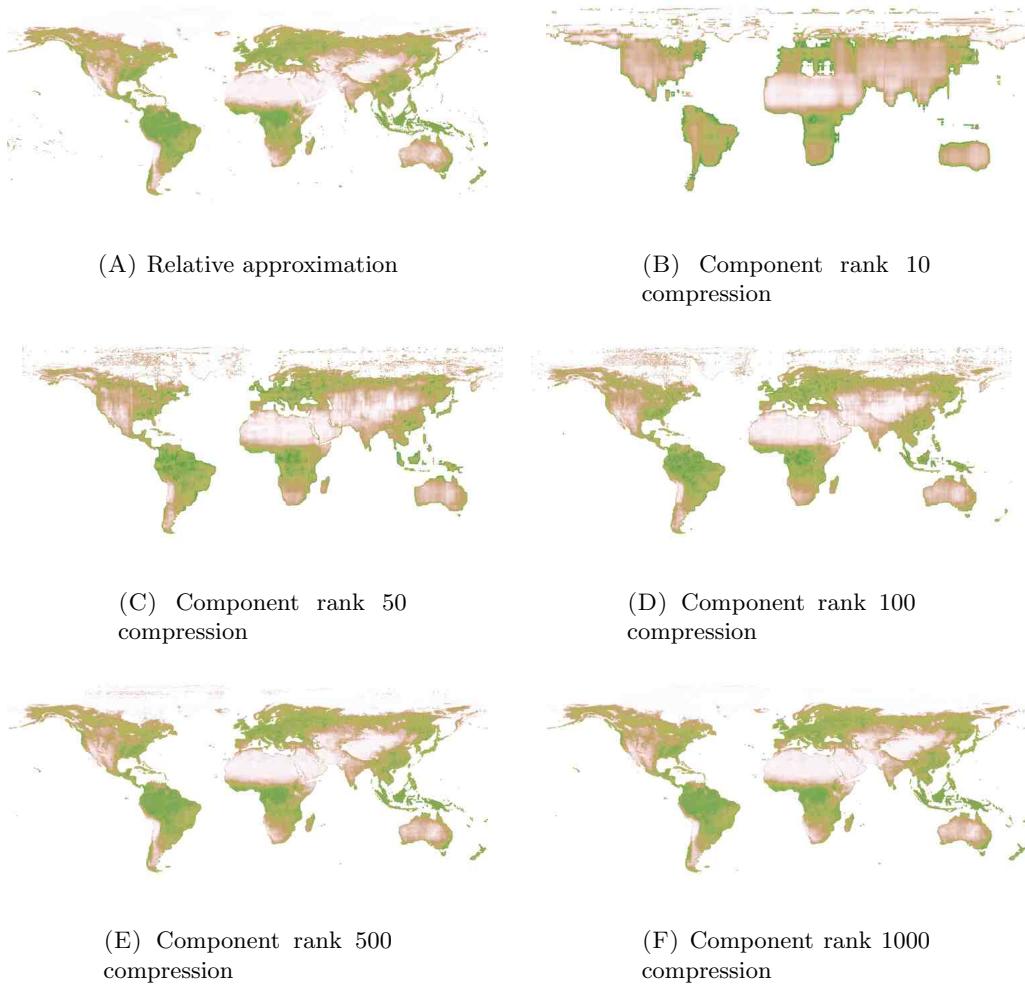 (A) Relative approximation
(B) Component rank 10
compression
(C) Component rank 50
compression
(D) Component rank 100
compression
(E) Component rank 500
compression
(F) Component rank 1000
compression